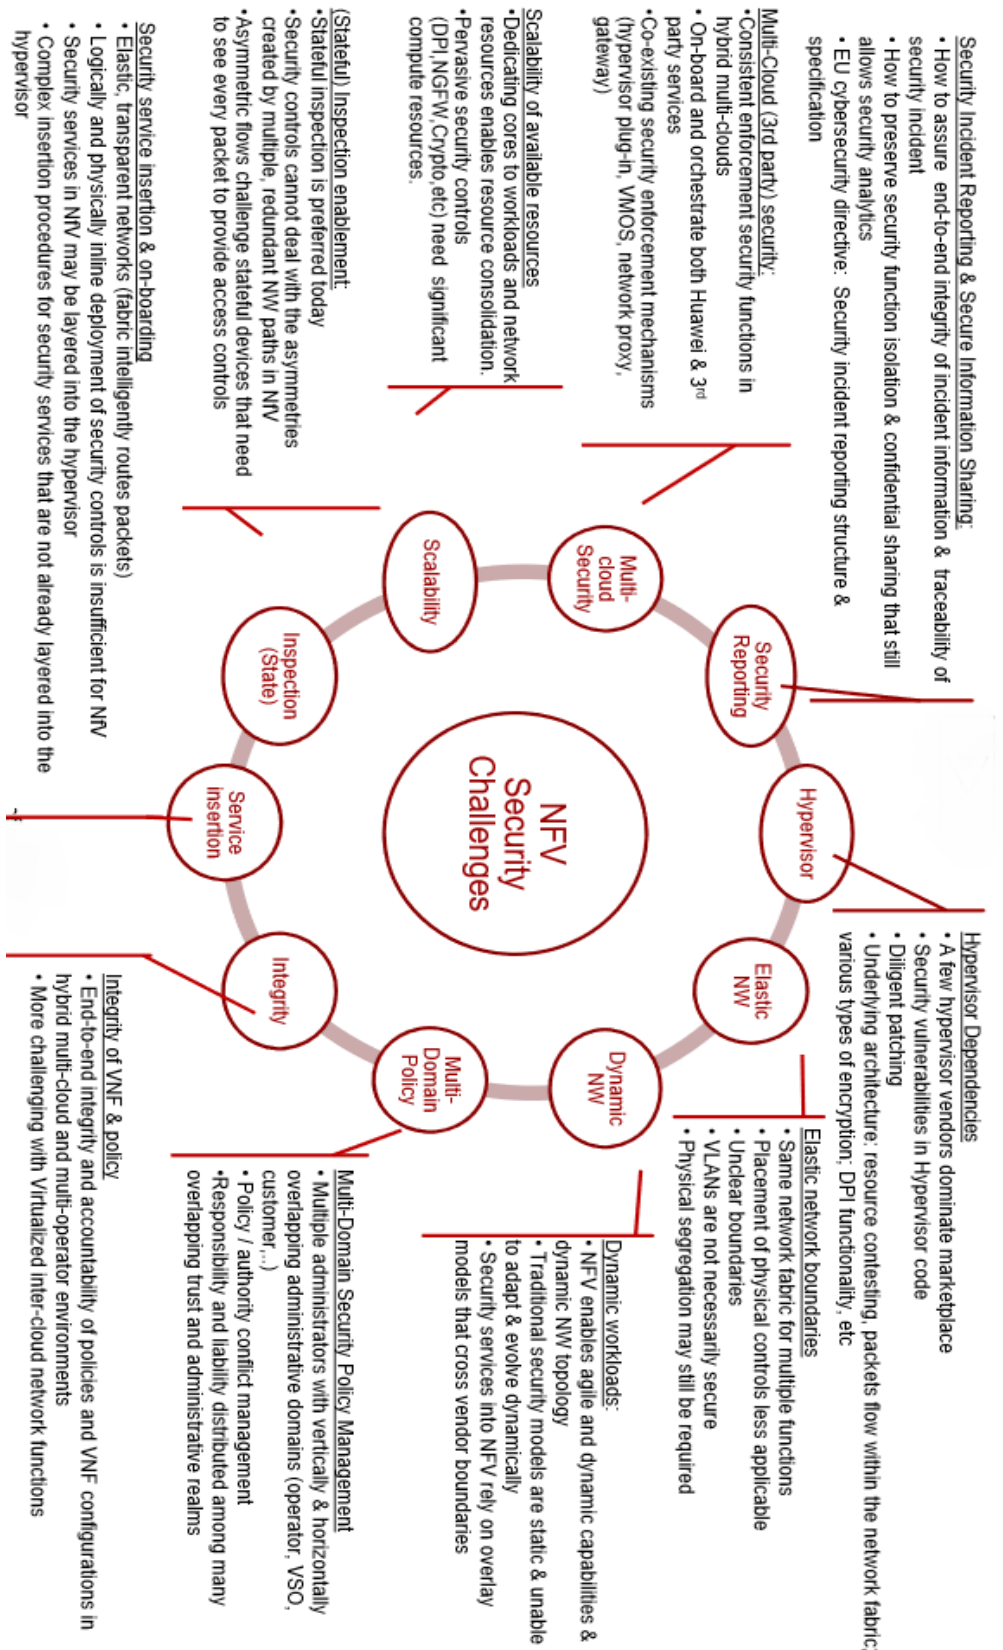 Security Incident Reporting & Secure Information Sharing:
• How to assure end-to-end integrity of incident information & traceability of
security incident
• How to preserve security function isolation & confidential sharing that still
allows security analytics
• EU cybersecurity directive: Security incident reporting structure &
specification
Multi-Cloud (3rd party) security:
•Consistent enforcement security functions in
hybrid multi-clouds
• On-board and orchestrate both Huawei & 3rd
party services
•Co-existing security enforcement mechanisms
(hypervisor plug-in, VMOS, network proxy,
gateway)
Scalability of available resources
•Dedicating cores to workloads and network
resources enables resource consolidation.
•Pervasive security controls
(DPI,NGFW,Crypto,etc) need significant
compute resources.
(Stateful) Inspection enablement:
•Stateful inspection is preferred today
•Security controls cannot deal with the asymmetries
created by multiple, redundant NW paths in NfV
•Asymmetric flows challenge stateful devices that need
to see every packet to provide access controls
Security service insertion & on-boarding
• Elastic, transparent networks (fabric intelligently routes packets)
• Logically and physically inline deployment of security controls is insufficient for NfV
• Security services in NfV may be layered into the hypervisor
• Complex insertion procedures for security services that are not already layered into the
hypervisor
Hypervisor
Security
Reporting
Multi-
cloud
Security
Scalability
Inspection
(State)
Service
insertion
Integrity
Multi-
Domain
Policy
Dynamic
NW
Elastic
NW
NFV
Security
Challenges
Hypervisor Dependencies
• A few hypervisor vendors dominate marketplace
• Security vulnerabilities in Hypervisor code
• Diligent patching
• Underlying architecture: resource contesting, packets flow within the network fabric;
various types of encryption; DPI functionality, etc
Elastic network boundaries
• Same network fabric for multiple functions
• Placement of physical controls less applicable
• Unclear boundaries
• VLANs are not necessarily secure
• Physical segregation may still be required
Dynamic workloads:
• NFV enables agile and dynamic capabilities &
dynamic NW topology
• Traditional security models are static & unable
to adapt & evolve dynamically
• Security services into NFV rely on overlay
models that cross vendor boundaries
Multi-Domain Security Policy Management
• Multiple administrators with vertically & horizontally
overlapping administrative domains (operator, VSO,
customer,...)
• Policy / authority conflict management
•Responsibility and liability distributed among many
overlapping trust and administrative realms
Integrity of VNF & policy
• End-to-end integrity and accountability of policies and VNF configurations in
hybrid multi-cloud and multi-operator environments
• More challenging with Virtualized inter-cloud network functions